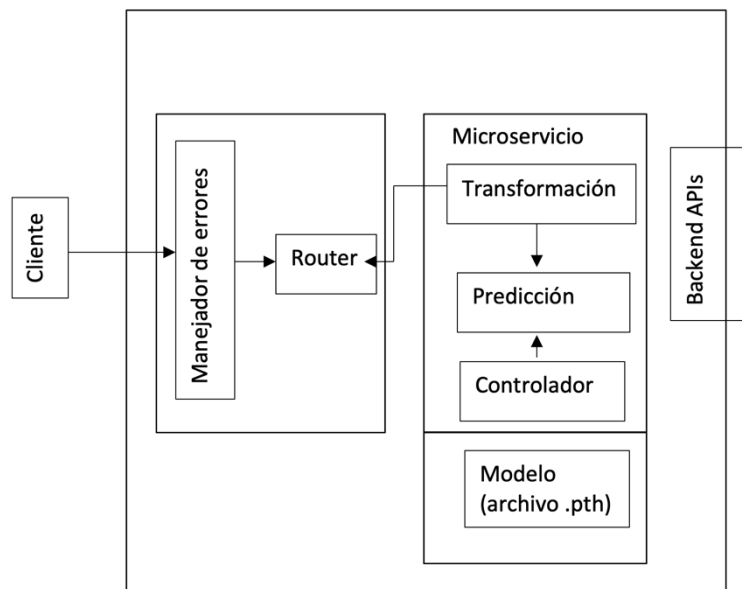 Cliente
Manejador de errores
Router
Microservicio
Transformación
Predicción
Controlador
Modelo
(archivo .pth)
Backend APIs